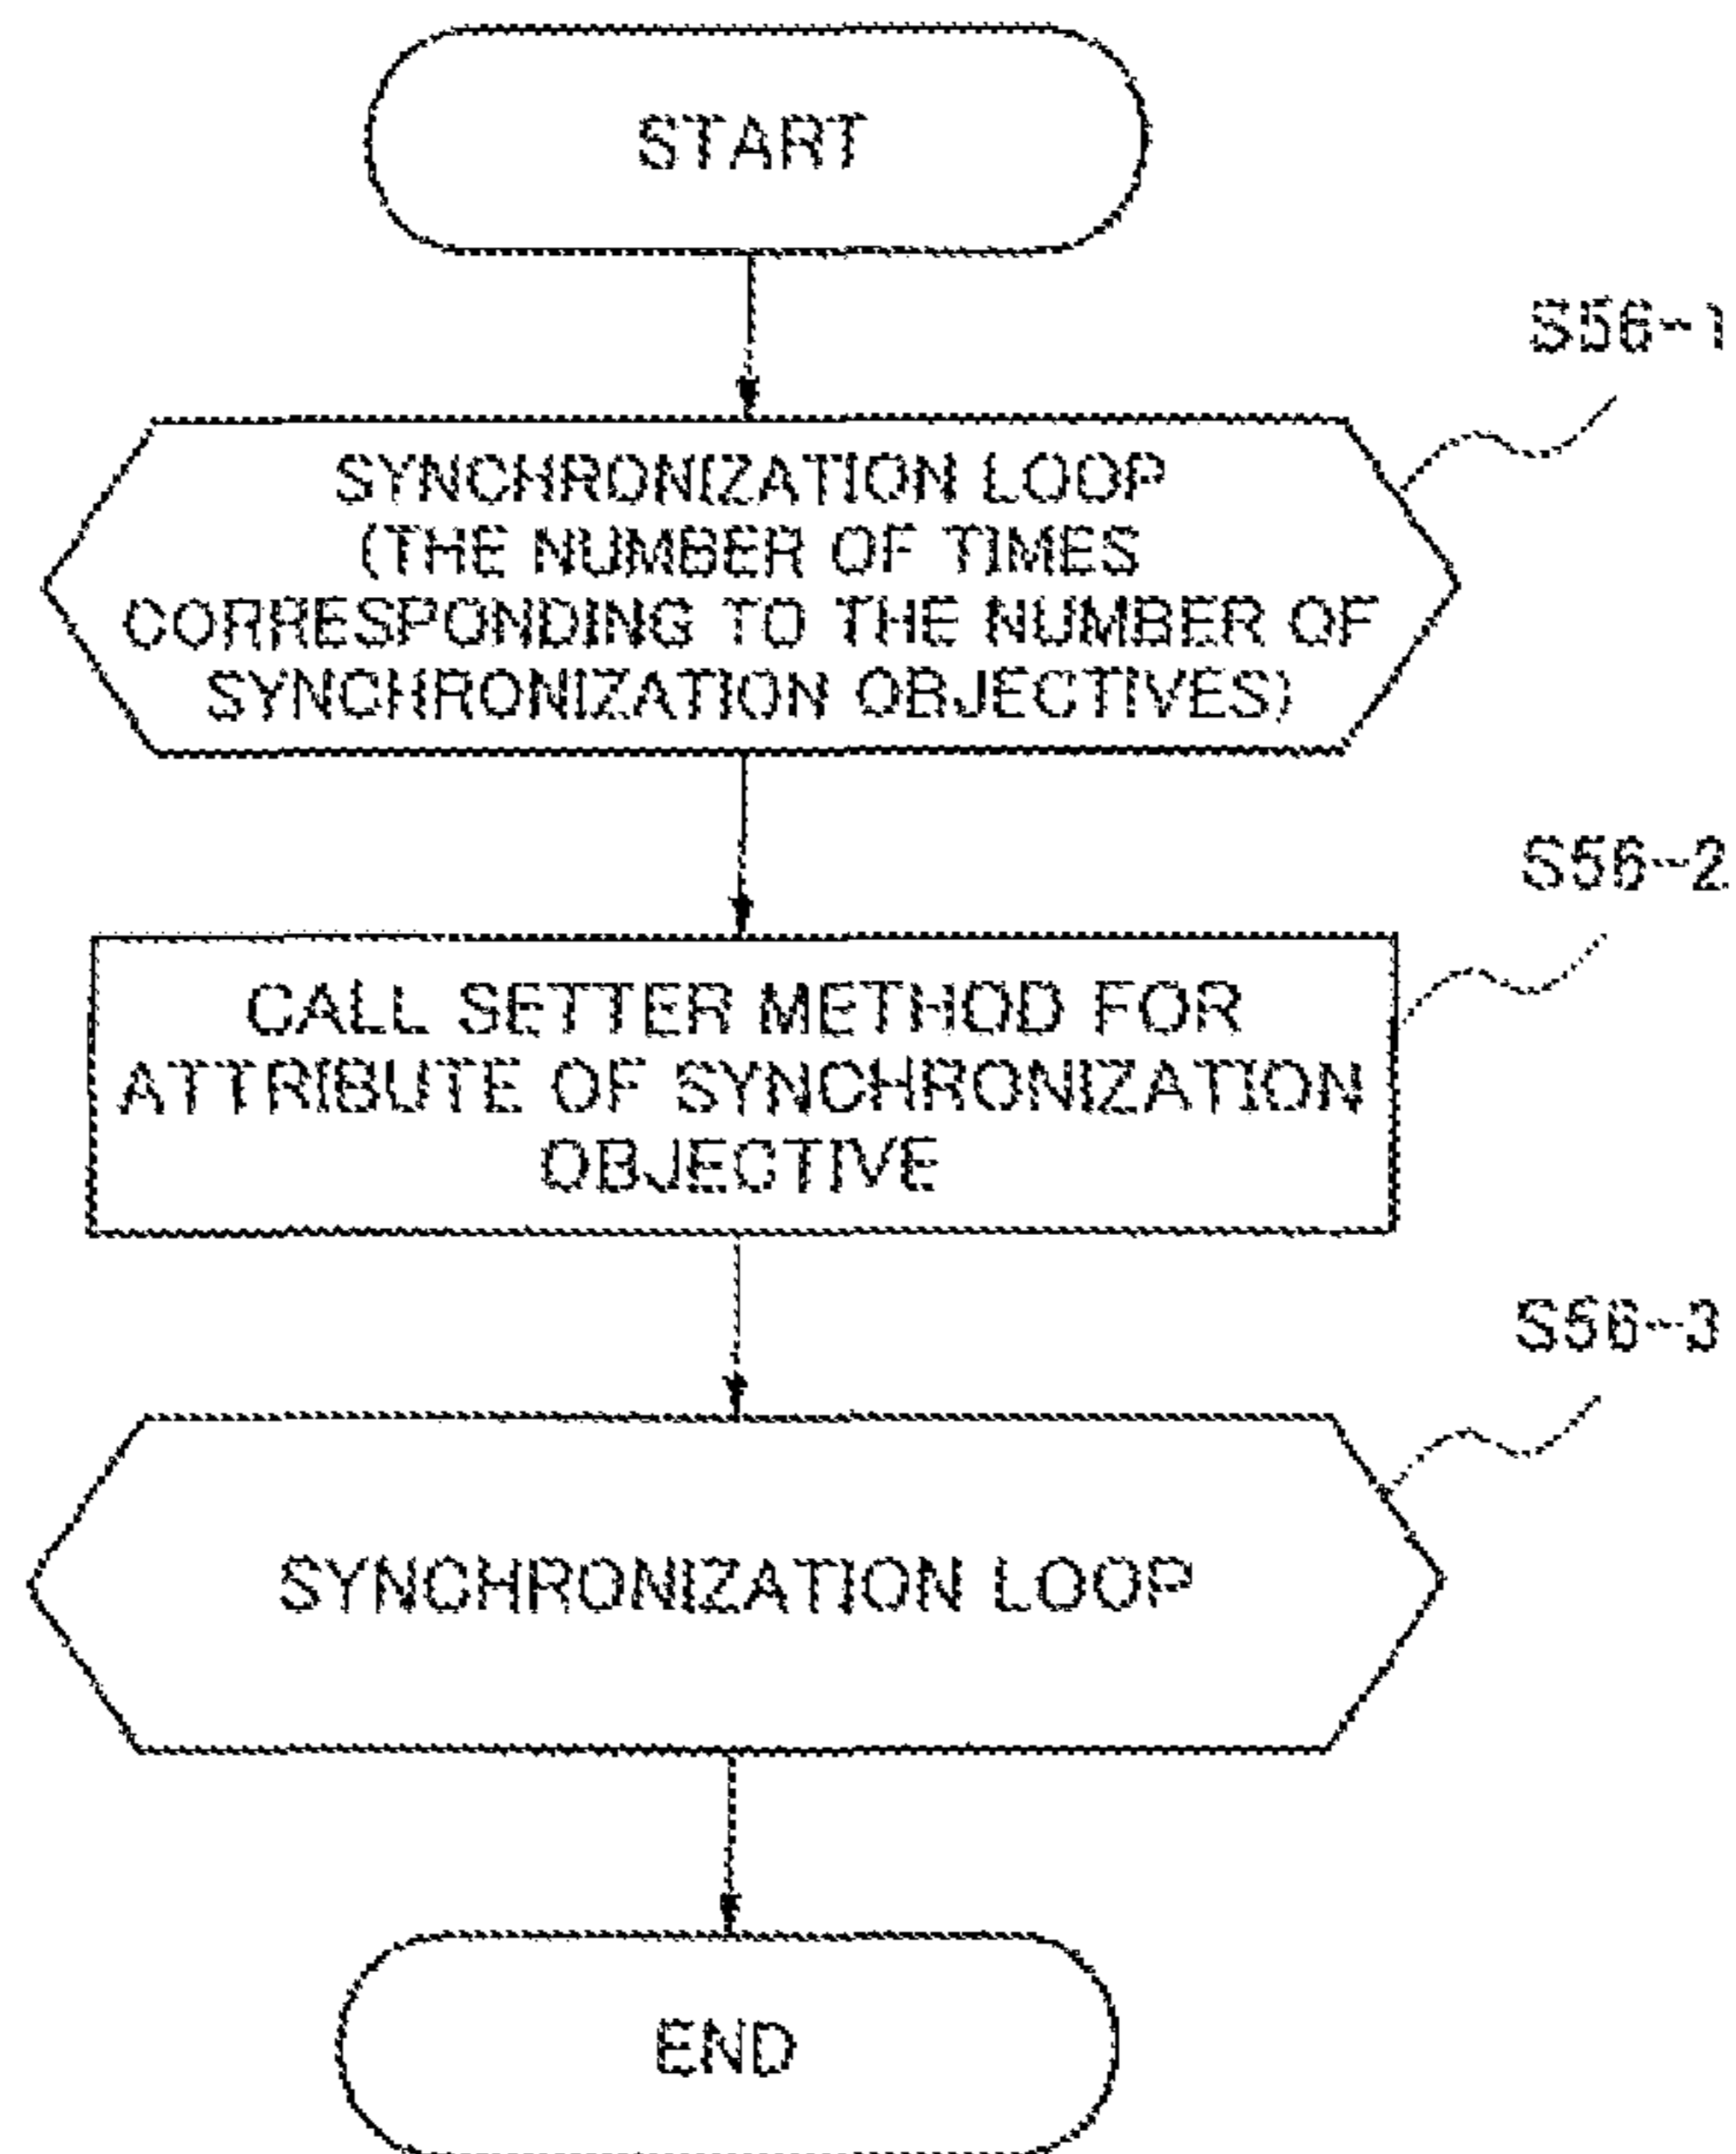 START
S56-1
SYNCHRONIZATION LOOP
(THE NUMBER OF TIMES
CORRESPONDING TO THE NUMBER OF
SYNCHRONIZATION OBJECTIVES)
S56-2
CALL SETTER METHOD FOR
ATTRIBUTE OF SYNCHRONIZATION
OBJECTIVE
S56-3
SYNCHRONIZATION LOOP
END